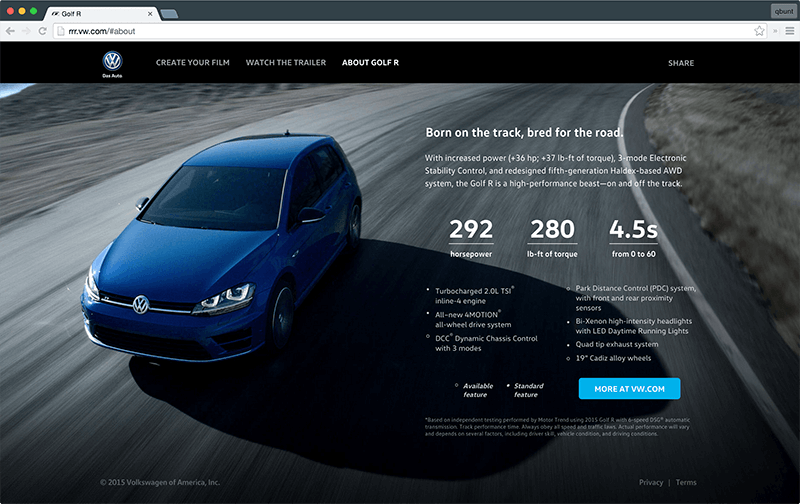 Golf R
qbunt
rrr.vw.com/#about
Das Auto
CREATE YOUR FILM
WATCH THE TRAILER
ABOUT GOLF R
SHARE
Born on the track, bred for the road.
With increased power (+36 hp; +37 lb-ft of torque), 3-mode Electronic
Stability Control, and redesigned fifth-generation Haldex-based AWD
system, the Golf R is a high-performance beast—on and off the track.
292
horsepower
280
lb-ft of torque
4.5s
from 0 to 60
• Turbocharged 2.0L TSI®
inline-4 engine
• All-new 4MOTION®
all-wheel drive system
○ DCC® Dynamic Chassis Control
with 3 modes
○ Park Distance Control (PDC) system,
with front and rear proximity
sensors
• Bi-Xenon high-intensity headlights
with LED Daytime Running Lights
• Quad tip exhaust system
○ 19" Cadiz alloy wheels
○ Available
feature
• Standard
feature
MORE AT VW.COM
*Based on independent testing performed by Motor Trend using 2015 Golf R with 6-speed DSG® automatic
transmission. Track performance time. Always obey all speed and traffic laws. Actual performance will vary
and depends on several factors, including driver skill, vehicle condition, and driving conditions.
© 2015 Volkswagen of America, Inc.
Privacy | Terms